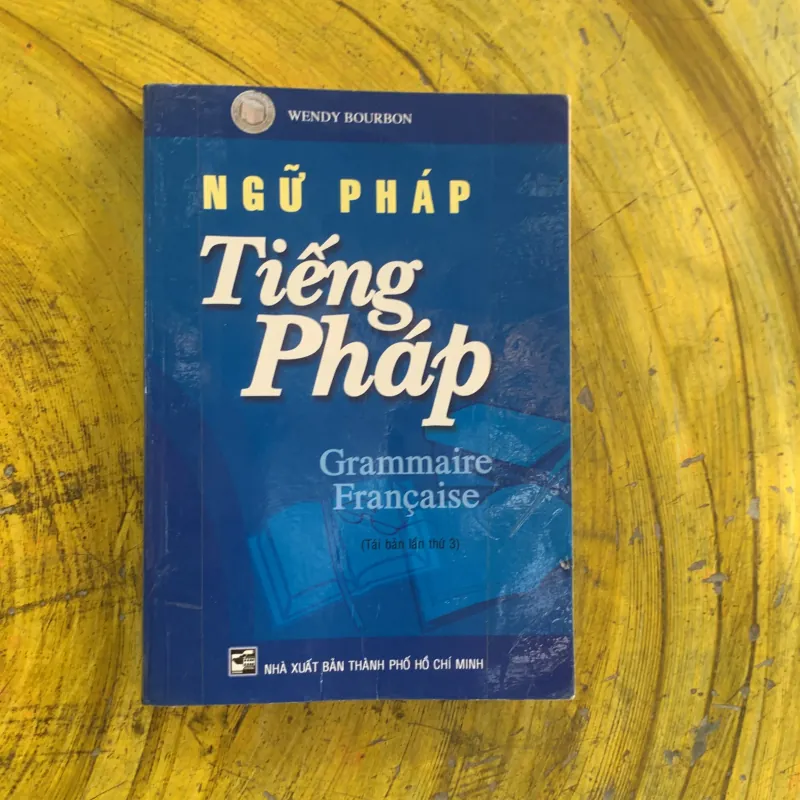 WENDY BOURBON
NGỮ PHÁP
Tiếng
Pháp
Grammaire
Française
(Tái bản lần thứ 3)
NHÀ XUẤT BẢN THÀNH PHỐ HỒ CHÍ MINH